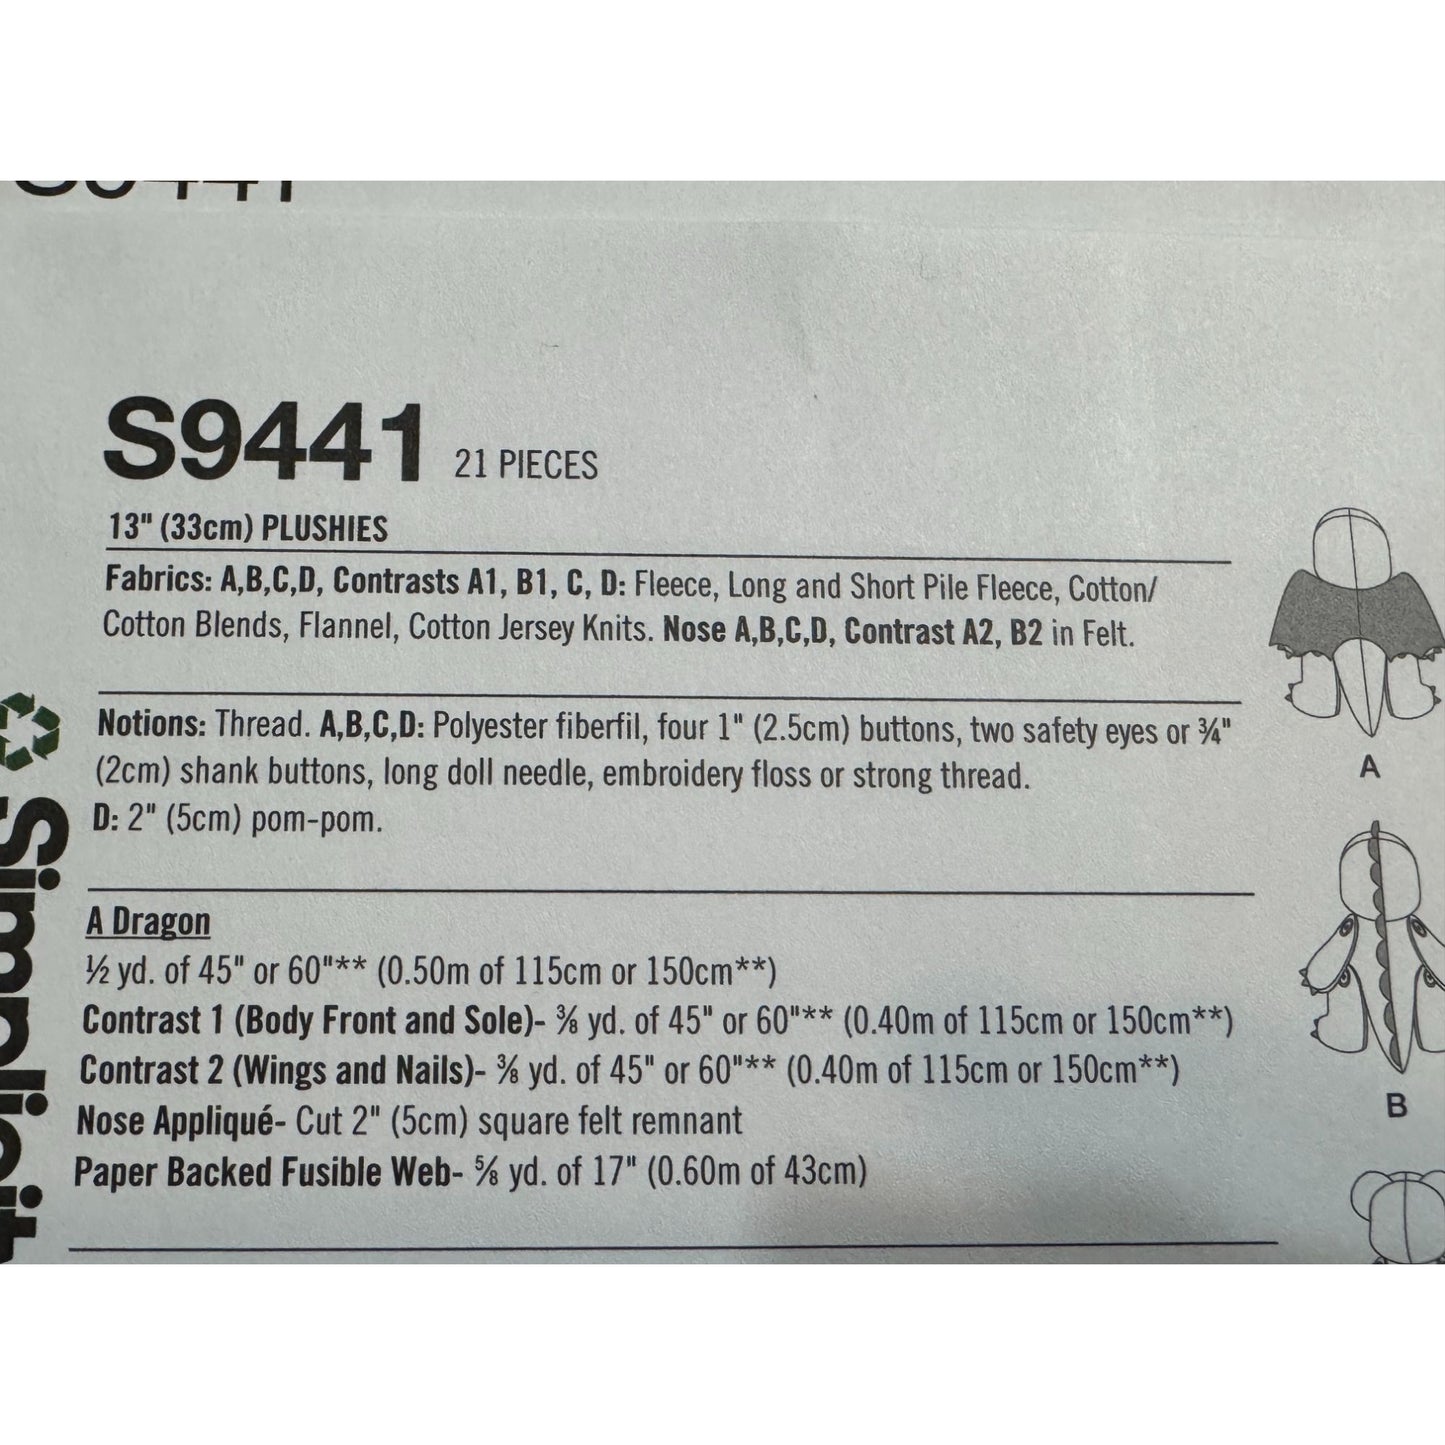 S9441
S9441 21 PIECES
13" (33cm) PLUSHIES
Fabrics: A,B,C,D, Contrasts A1, B1, C, D: Fleece, Long and Short Pile Fleece, Cotton/
Cotton Blends, Flannel, Cotton Jersey Knits. Nose A,B,C,D, Contrast A2, B2 in Felt.
Notions: Thread. A,B,C,D: Polyester fiberfil, four 1" (2.5cm) buttons, two safety eyes or ¾"
(2cm) shank buttons, long doll needle, embroidery floss or strong thread.
D: 2" (5cm) pom-pom.
A Dragon
½ yd. of 45" or 60"** (0.50m of 115cm or 150cm**)
Contrast 1 (Body Front and Sole)- ⅜ yd. of 45" or 60"** (0.40m of 115cm or 150cm**)
Contrast 2 (Wings and Nails)- ⅜ yd. of 45" or 60"** (0.40m of 115cm or 150cm**)
Nose Appliqué- Cut 2" (5cm) square felt remnant
Paper Backed Fusible Web- ⅝ yd. of 17" (0.60m of 43cm)
Simplicit
A
B